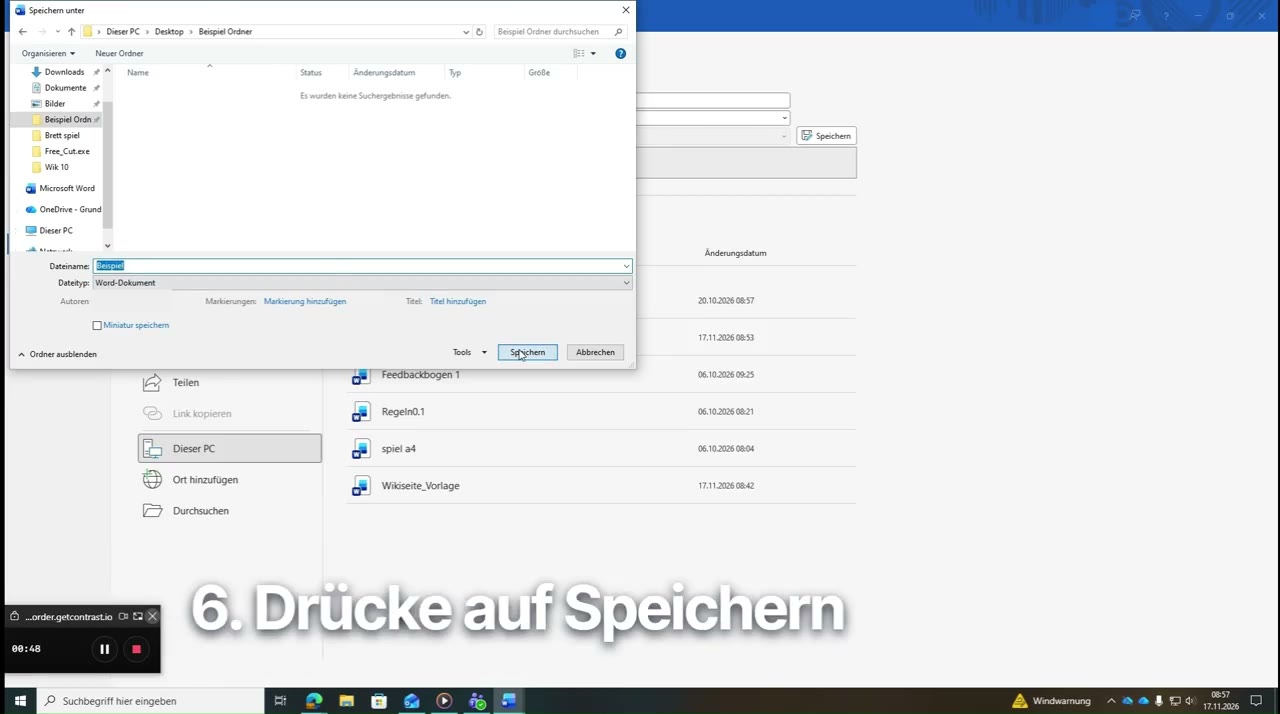 Speichern unter
Dieser PC > Desktop > Beispiel Ordner
Beispiel Ordner durchsuchen
Organisieren
Neuer Ordner
Downloads
Dokumente
Bilder
Beispiel Ordn
Brett spiel
Free_Cut.exe
Wik 10
Microsoft Word
OneDrive - Grund
Dieser PC
Name Status Änderungsdatum Typ Größe
Es wurden keine Suchergebnisse gefunden.
Dateiname: Beispiel
Dateityp: Word-Dokument
Autoren Markierungen: Markierung hinzufügen Titel: Titel hinzufügen
Miniatur speichern
Ordner ausblenden
Tools Speichern Abbrechen
Speichern
Änderungsdatum
20.10.2026 08:57
17.11.2026 08:53
Feedbackbogen 1 06.10.2026 09:25
Regeln0.1 06.10.2026 08:21
spiel a4 06.10.2026 08:04
Wikiseite_Vorlage 17.11.2026 08:42
Teilen
Link kopieren
Dieser PC
Ort hinzufügen
Durchsuchen
6. Drücke auf Speichern
...order.getcontrast.io
00:48
Suchbegriff hier eingeben
Windwarnung
08:57
17.11.2026